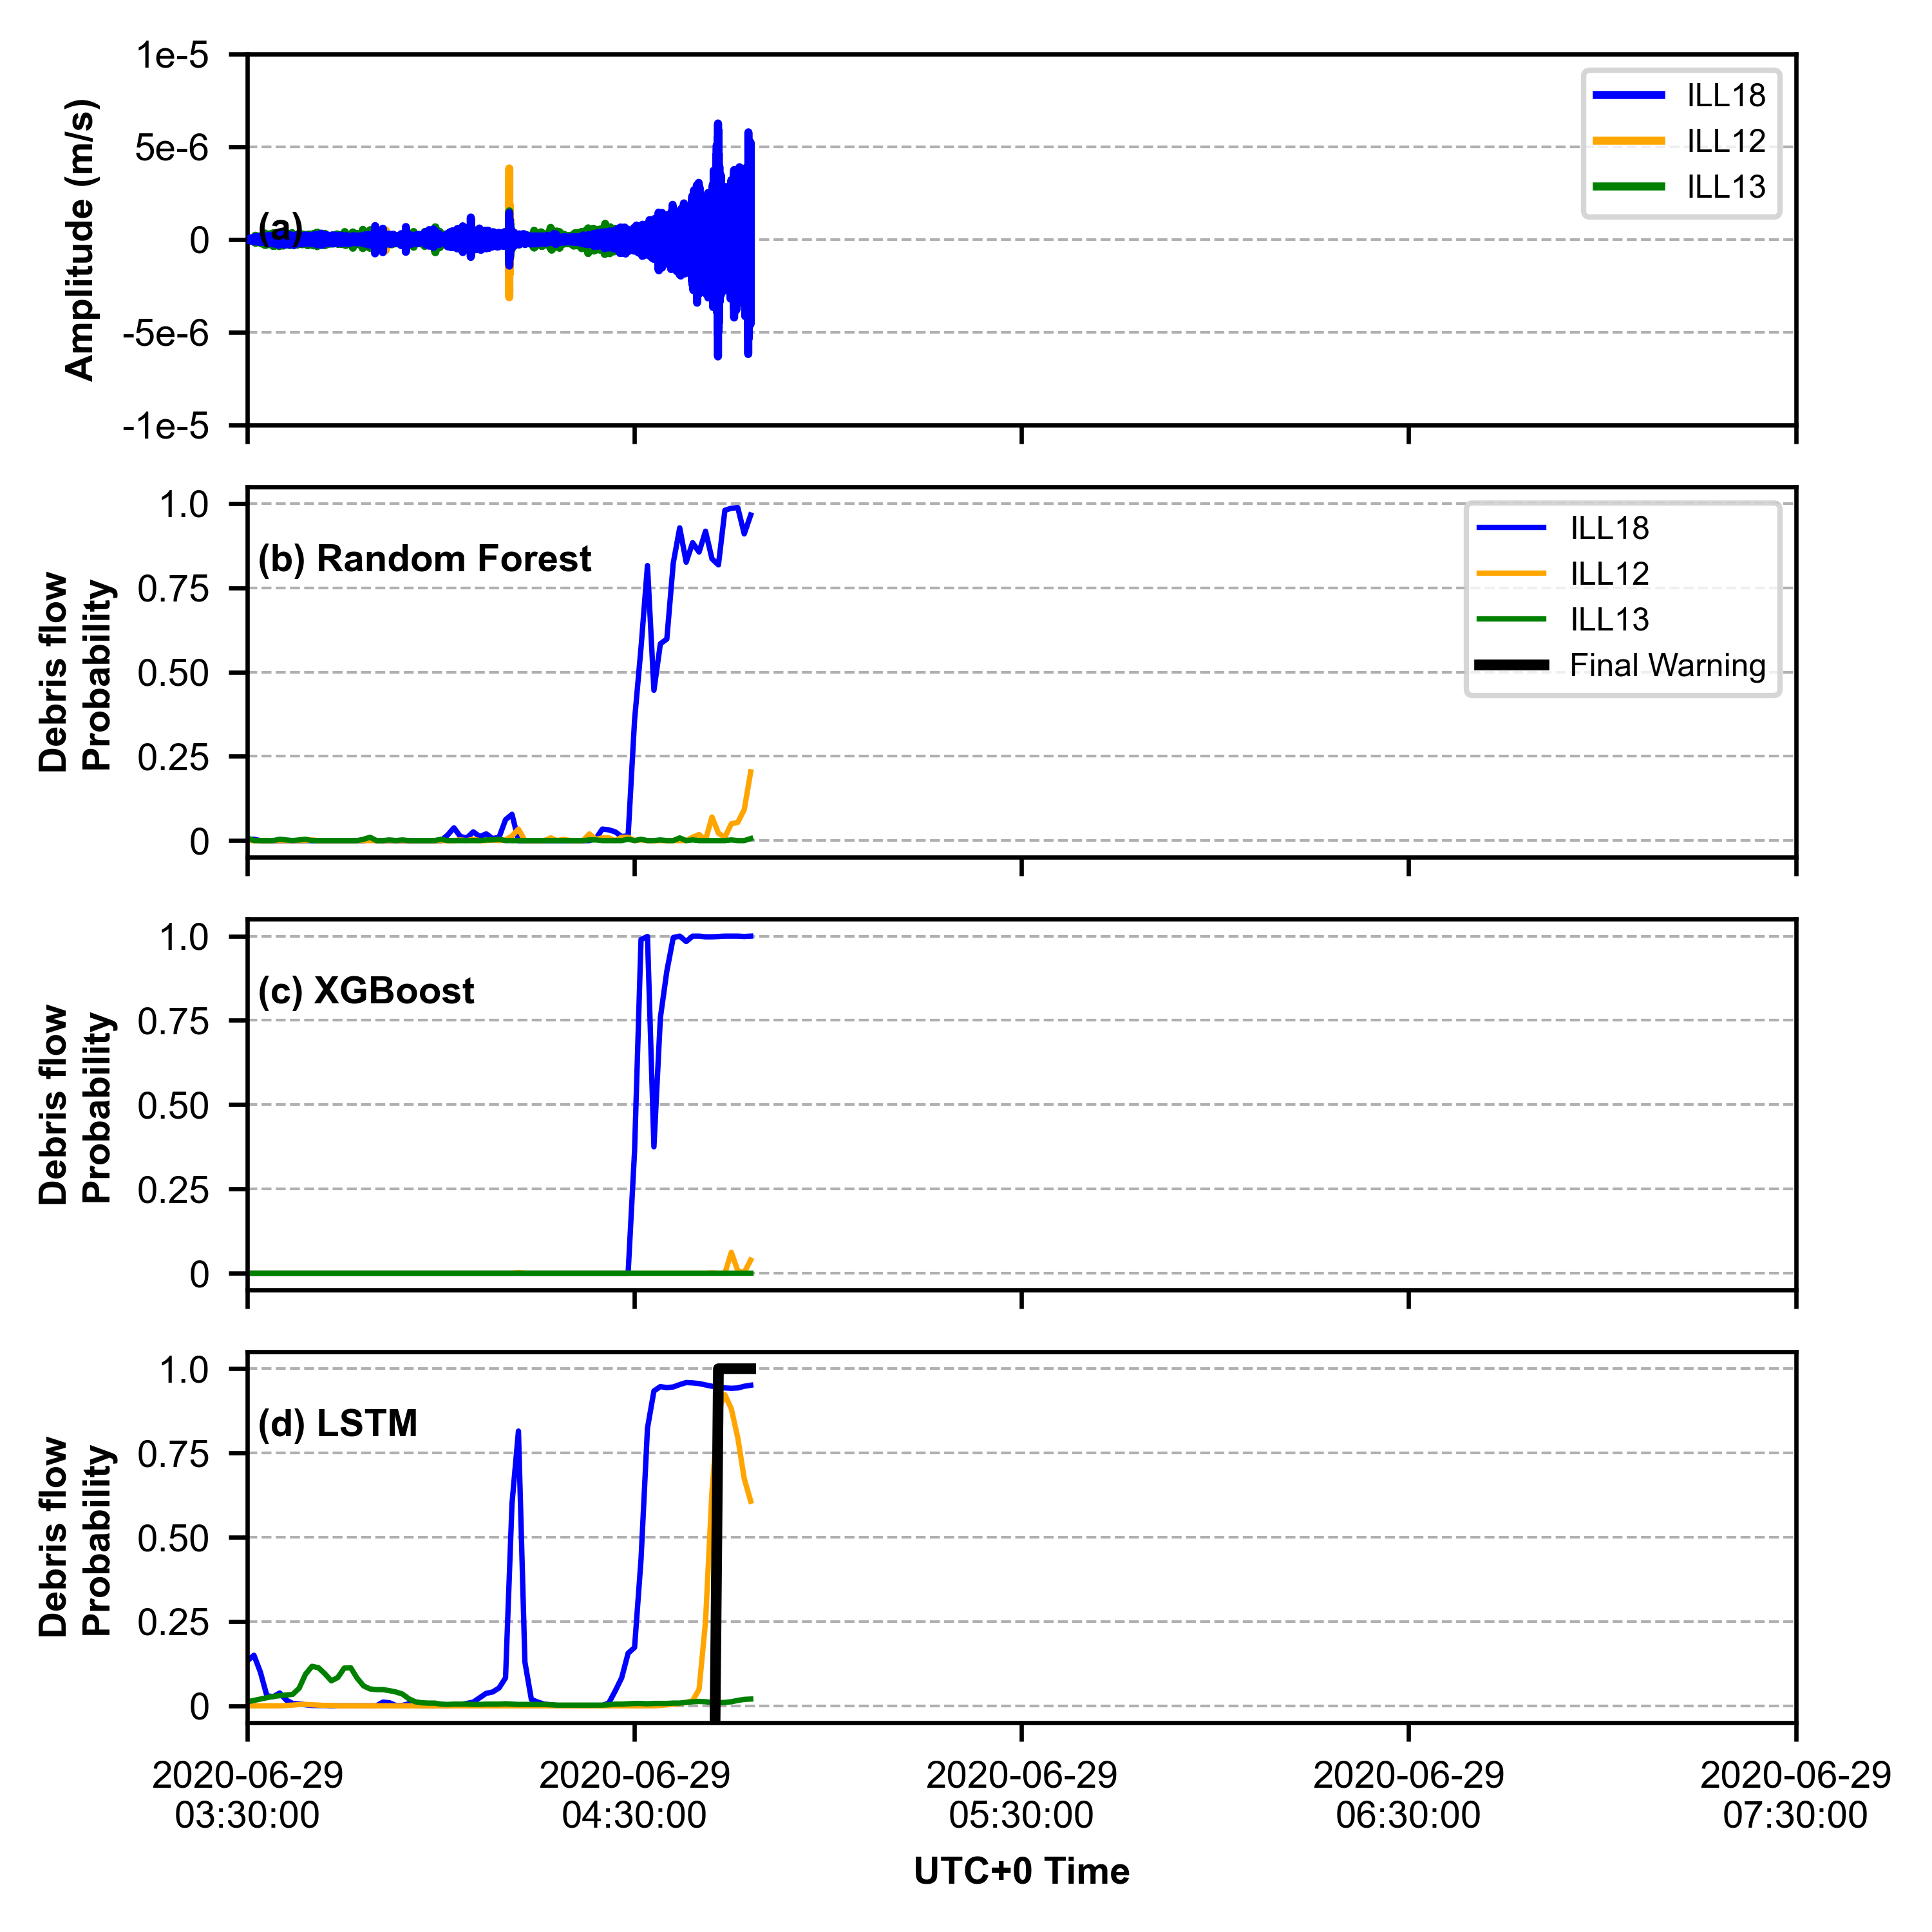 1e-5
5e-6
0
-5e-6
-1e-5
Amplitude (m/s)
(a)
ILL18
ILL12
ILL13
1.0
0.75
0.50
0.25
0
Debris flow
Probability
(b) Random Forest
ILL18
ILL12
ILL13
Final Warning
1.0
0.75
0.50
0.25
0
Debris flow
Probability
(c) XGBoost
1.0
0.75
0.50
0.25
0
Debris flow
Probability
(d) LSTM
2020-06-29
03:30:00
2020-06-29
04:30:00
2020-06-29
05:30:00
2020-06-29
06:30:00
2020-06-29
07:30:00
UTC+0 Time